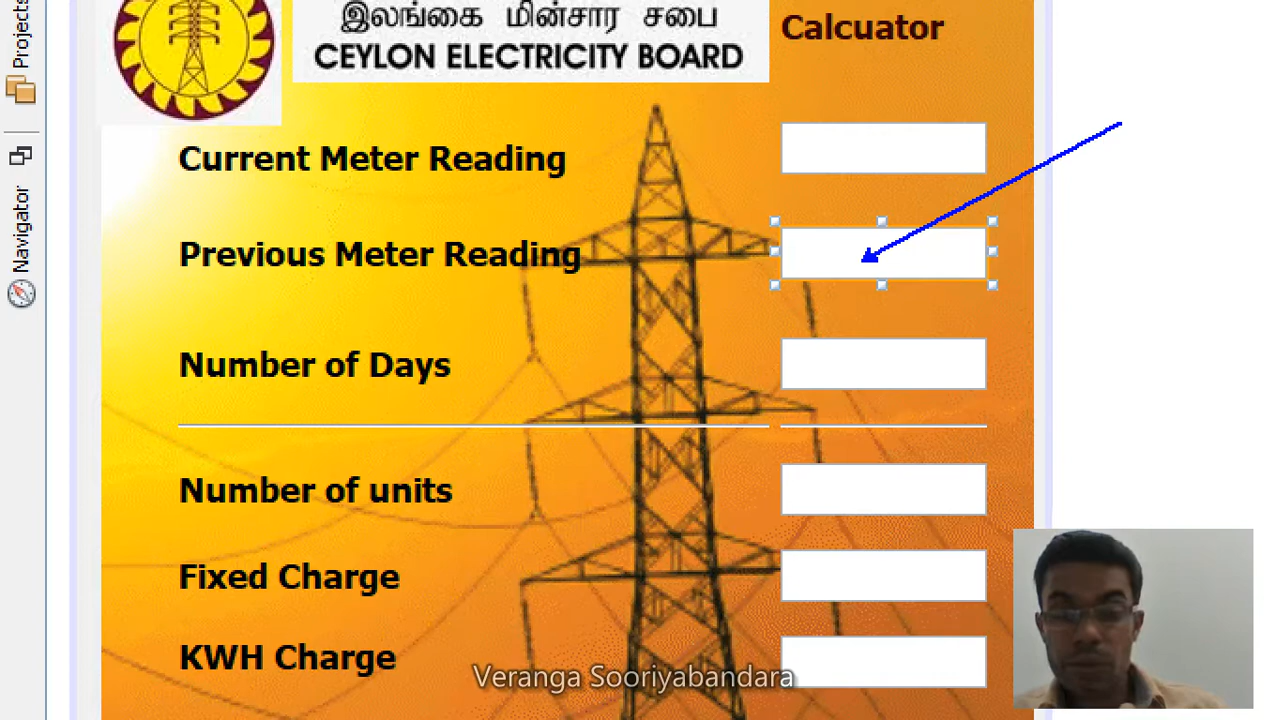 Projects
Navigator
இலங்கை மின்சார சபை
CEYLON ELECTRICITY BOARD
Calcuator
Current Meter Reading
Previous Meter Reading
Number of Days
Number of units
Fixed Charge
KWH Charge
Veranga Sooriyabandara